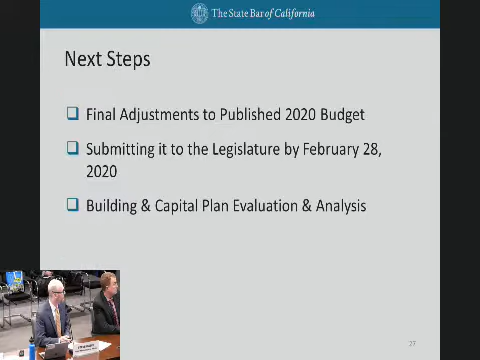 The State Bar of California
Next Steps
Final Adjustments to Published 2020 Budget
Submitting it to the Legislature by February 28,
2020
Building & Capital Plan Evaluation & Analysis
27